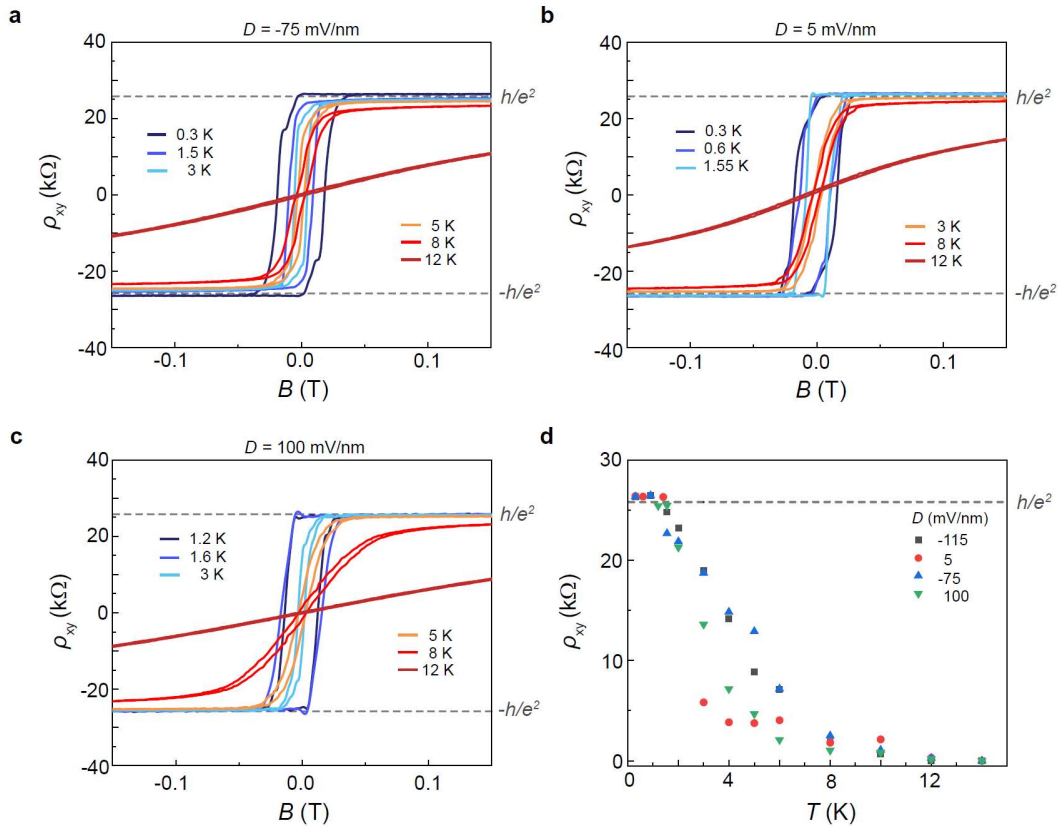 a
D = -75 mV/nm
40
20
0
-20
-40
ρxy (kΩ)
0.3 K
1.5 K
3 K
5 K
8 K
12 K
h/e²
-h/e²
-0.1
0.0
0.1
B (T)
b
D = 5 mV/nm
40
20
0
-20
-40
ρxy (kΩ)
0.3 K
0.6 K
1.55 K
3 K
8 K
12 K
h/e²
-h/e²
-0.1
0.0
0.1
B (T)
c
D = 100 mV/nm
40
20
0
-20
-40
ρxy (kΩ)
1.2 K
1.6 K
3 K
5 K
8 K
12 K
h/e²
-h/e²
-0.1
0.0
0.1
B (T)
d
30
20
10
0
ρxy (kΩ)
h/e²
D (mV/nm)
-115
5
-75
100
0
4
8
12
T (K)